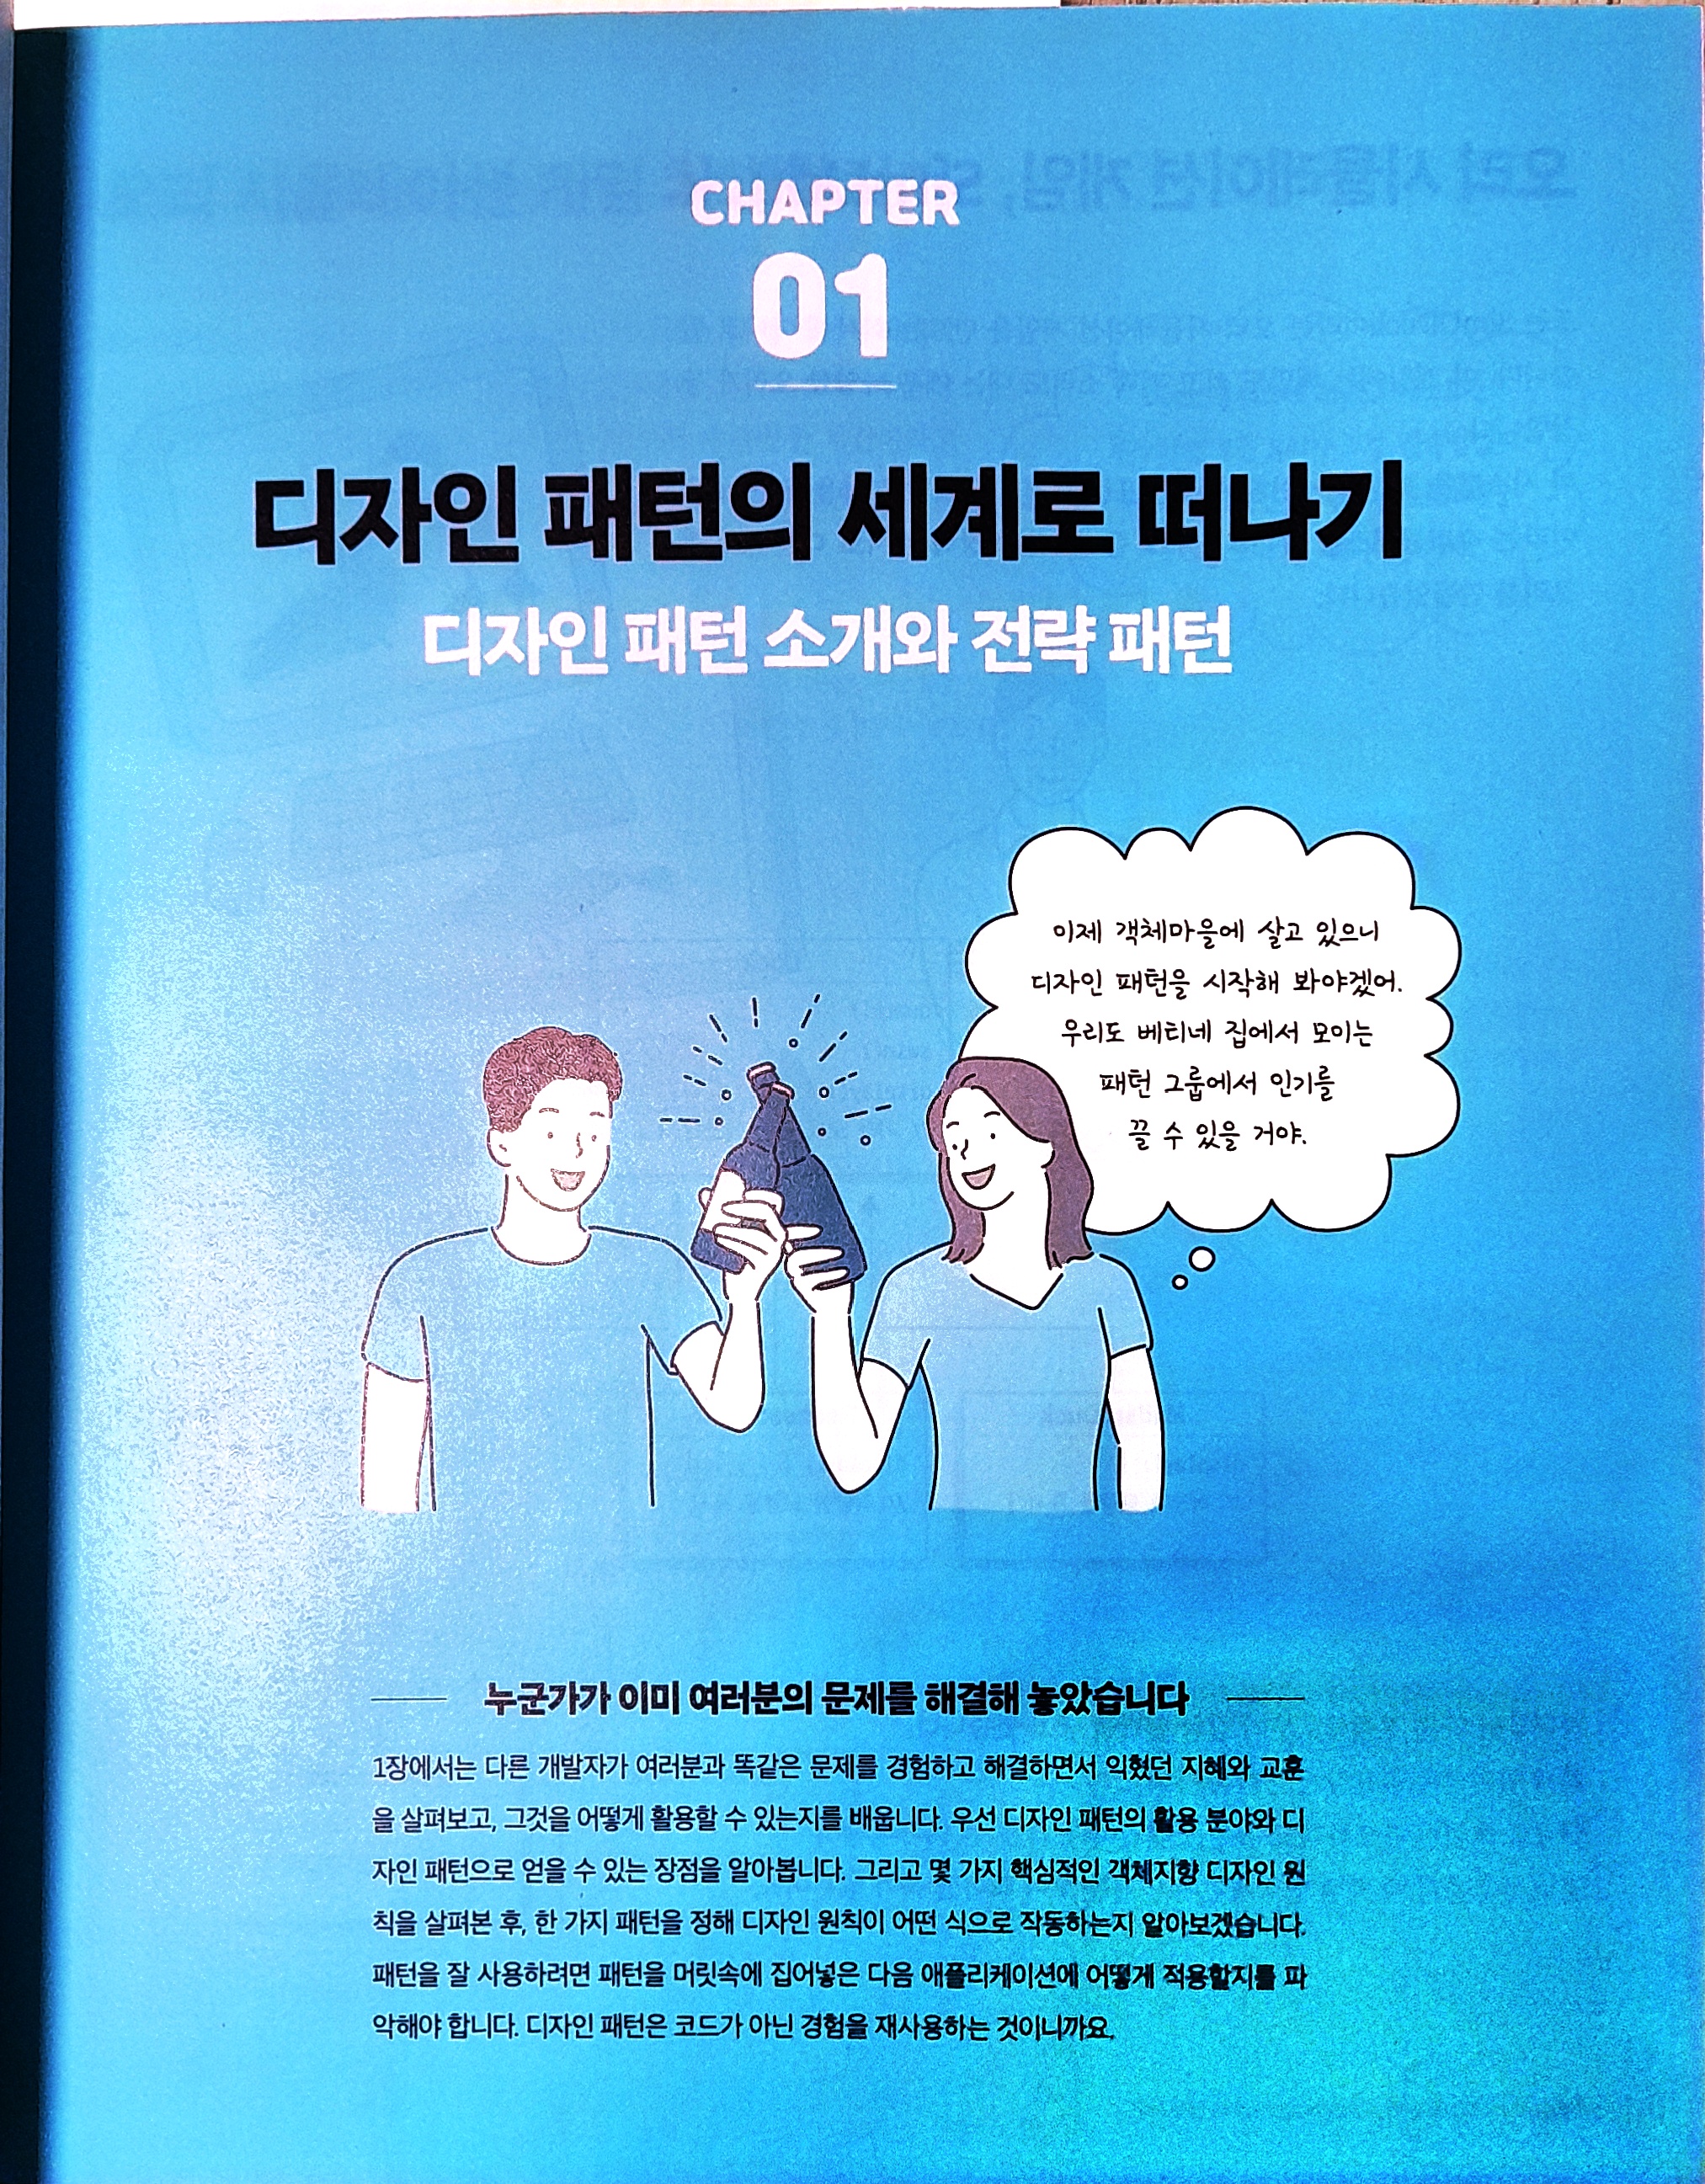 CHAPTER
01
디자인 패턴의 세계로 떠나기
디자인 패턴 소개와 전략 패턴
이제 객체마을에 살고 있으니
디자인 패턴을 시작해 봐야겠어.
우리도 베티네 집에서 모이는
패턴 그룹에서 인기를
끌 수 있을 거야.
누군가가 이미 여러분의 문제를 해결해 놓았습니다
1장에서는 다른 개발자가 여러분과 똑같은 문제를 경험하고 해결하면서 익혔던 지혜와 교훈
을 살펴보고, 그것을 어떻게 활용할 수 있는지를 배웁니다. 우선 디자인 패턴의 활용 분야와 디
자인 패턴으로 얻을 수 있는 장점을 알아봅니다. 그리고 몇 가지 핵심적인 객체지향 디자인 원
칙을 살펴본 후, 한 가지 패턴을 정해 디자인 원칙이 어떤 식으로 작동하는지 알아보겠습니다.
패턴을 잘 사용하려면 패턴을 머릿속에 집어넣은 다음 애플리케이션에 어떻게 적용할지를 파
악해야 합니다. 디자인 패턴은 코드가 아닌 경험을 재사용하는 것이니까요.